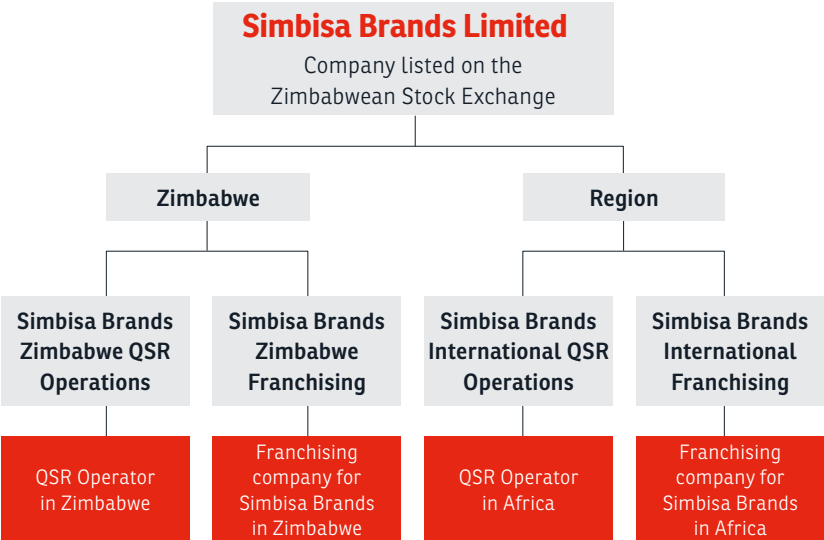 Simbisa Brands Limited
Company listed on the
Zimbabwean Stock Exchange
Zimbabwe
Region
Simbisa Brands
Zimbabwe QSR
Operations
Simbisa Brands
Zimbabwe
Franchising
Simbisa Brands
International QSR
Operations
Simbisa Brands
International
Franchising
QSR Operator
in Zimbabwe
Franchising
company for
Simbisa Brands
in Zimbabwe
QSR Operator
in Africa
Franchising
company for
Simbisa Brands
in Africa